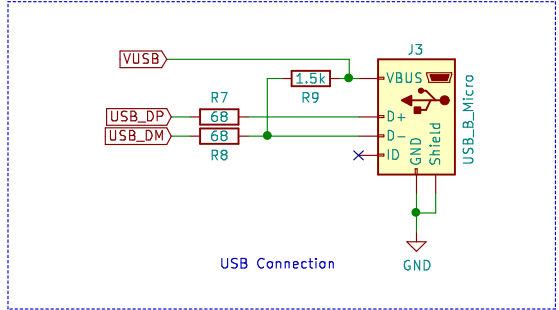 J3
VUSB
1.5k
VBUS
R7
R9
USB_DP
68
D+
USB_DM
68
D-
R8
ID
GND
Shield
USB_B_Micro
USB Connection
GND